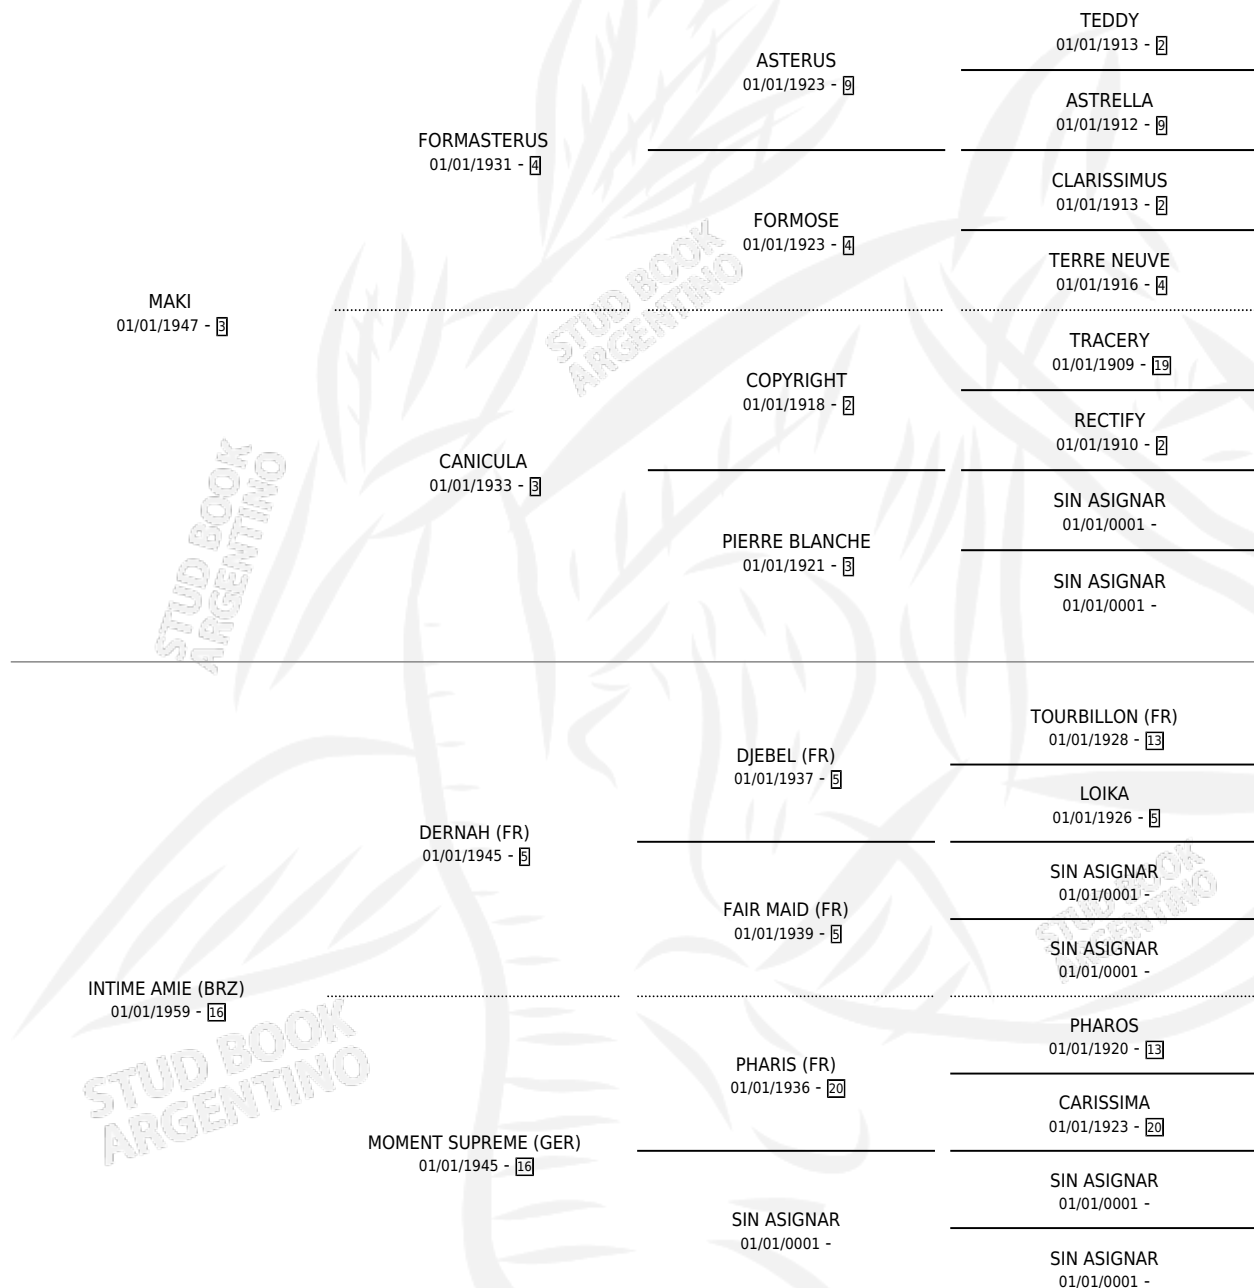 TEDDY
01/01/1913 - 2
ASTERUS
01/01/1923 - 9
ASTRELLA
01/01/1912 - 9
FORMASTERUS
01/01/1931 - 4
CLARISSIMUS
01/01/1913 - 2
FORMOSE
01/01/1923 - 4
TERRE NEUVE
01/01/1916 - 4
MAKI
01/01/1947 - 3
TRACERY
01/01/1909 - 19
COPYRIGHT
01/01/1918 - 2
RECTIFY
01/01/1910 - 2
CANICULA
01/01/1933 - 3
SIN ASIGNAR
01/01/0001 -
PIERRE BLANCHE
01/01/1921 - 3
SIN ASIGNAR
01/01/0001 -
STUD BOOK
ARGENTINO
STUD BOOK
ARGENTINO
TOURBILLON (FR)
01/01/1928 - 13
DJEBEL (FR)
01/01/1937 - 5
LOIKA
01/01/1926 - 5
DERNAH (FR)
01/01/1945 - 5
SIN ASIGNAR
01/01/0001 -
FAIR MAID (FR)
01/01/1939 - 5
SIN ASIGNAR
01/01/0001 -
INTIME AMIE (BRZ)
01/01/1959 - 16
PHAROS
01/01/1920 - 13
PHARIS (FR)
01/01/1936 - 20
CARISSIMA
01/01/1923 - 20
MOMENT SUPREME (GER)
01/01/1945 - 16
SIN ASIGNAR
01/01/0001 -
SIN ASIGNAR
01/01/0001 -
SIN ASIGNAR
01/01/0001 -
STUD BOOK
ARGENTINO
STUD BOOK
ARGENTINO